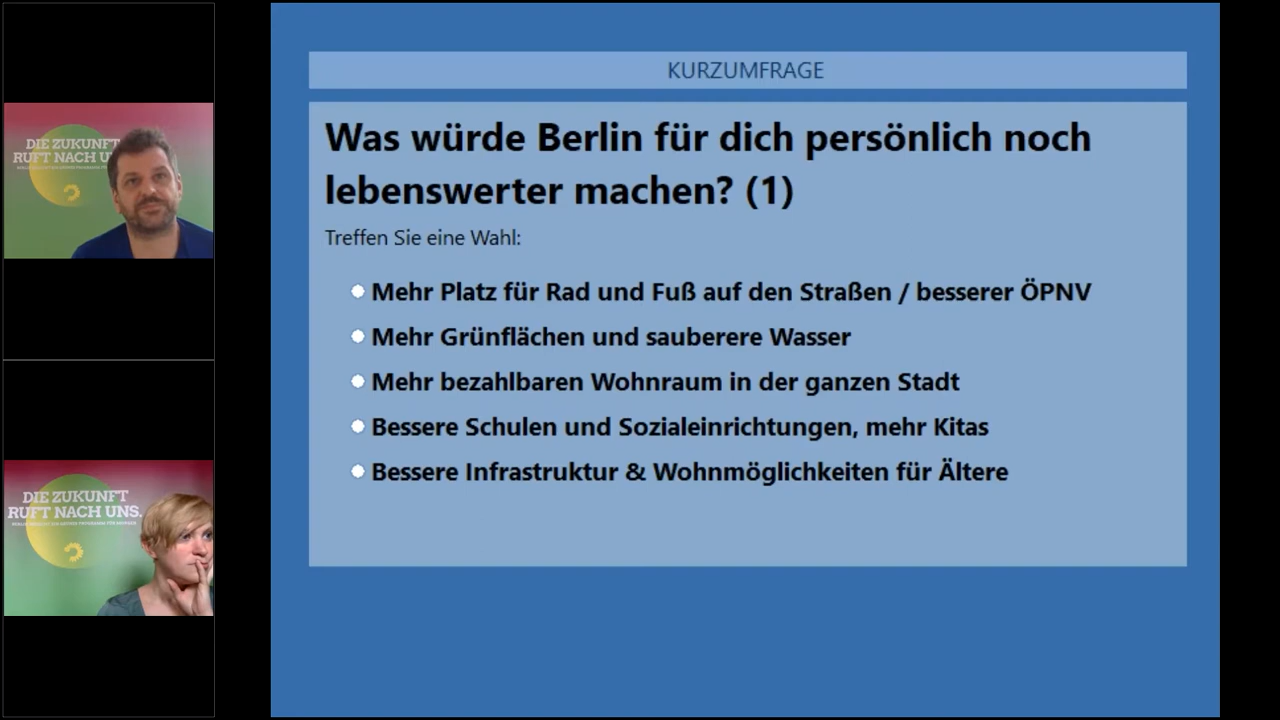 DIE ZUKUNFT
RUFT NACH
KURZUMFRAGE
Was würde Berlin für dich persönlich noch
lebenswerter machen? (1)
Treffen Sie eine Wahl:
Mehr Platz für Rad und Fuß auf den Straßen / besserer ÖPNV
Mehr Grünflächen und sauberere Wasser
Mehr bezahlbaren Wohnraum in der ganzen Stadt
Bessere Schulen und Sozialeinrichtungen, mehr Kitas
Bessere Infrastruktur & Wohnmöglichkeiten für Ältere
DIE ZUKUNFT
RUFT NACH UNS.